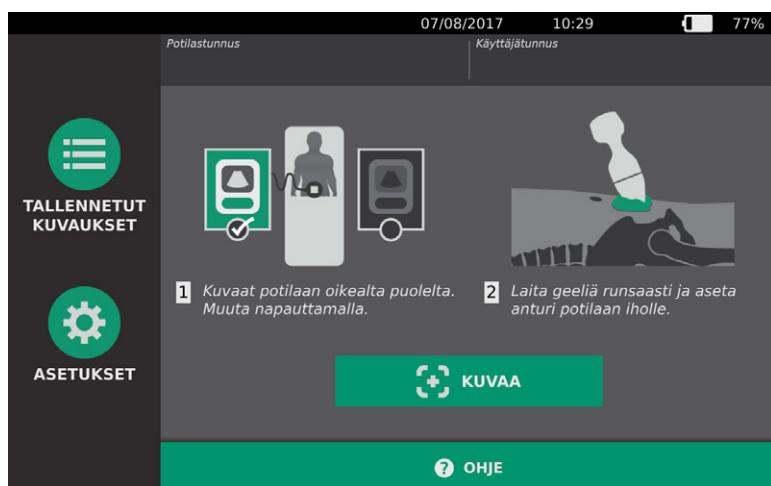 07/08/2017 10:29 77%
Potilastunnus
Käyttäjätunnus
TALLENNETUT
KUVAUKSET
ASETUKSET
1 Kuvaat potilaan oikealta puolelta.
Muuta napauttamalla.
2 Laita geeliä runsaasti ja aseta
anturi potilaan iholle.
KUVAA
? OHJE